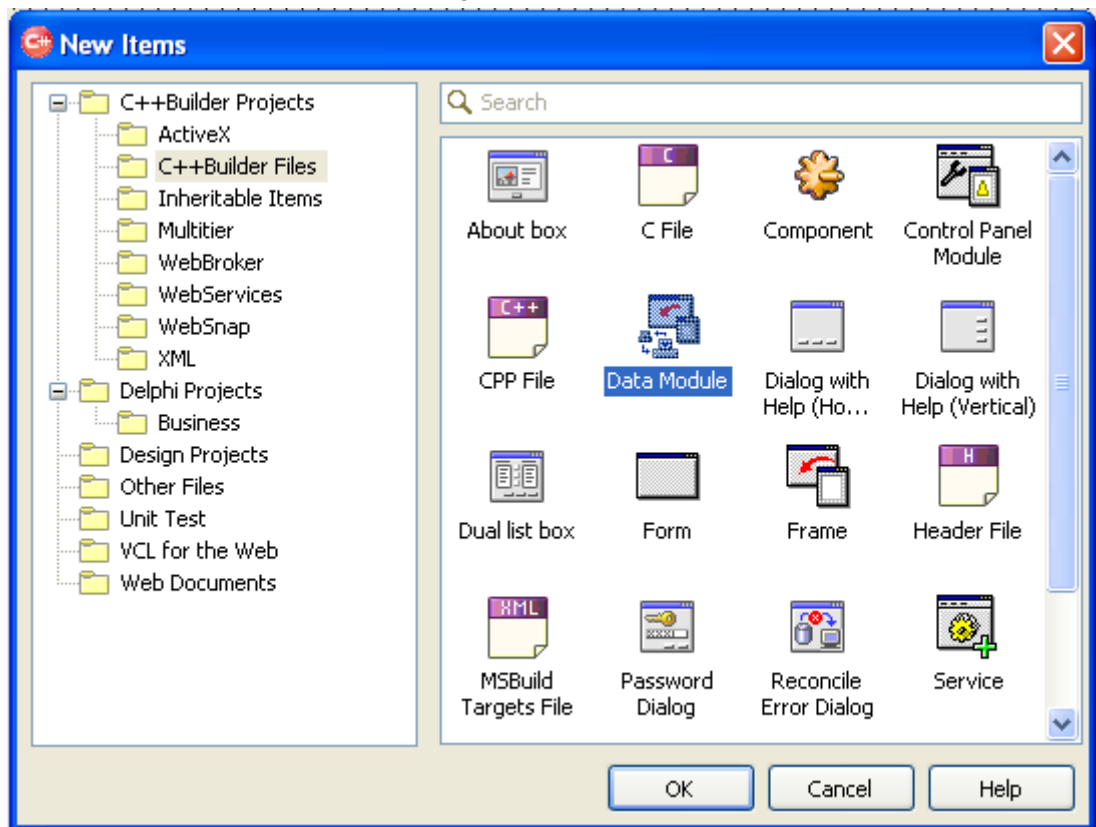 New Items
C++Builder Projects
ActiveX
C++Builder Files
Inheritable Items
Multitier
WebBroker
WebServices
WebSnap
XML
Delphi Projects
Business
Design Projects
Other Files
Unit Test
VCL for the Web
Web Documents
Search
C
About box
C File
Component
Control Panel
Module
C++
CPP File
Data Module
Dialog with
Help (Ho...
Dialog with
Help (Vertical)
H
Dual list box
Form
Frame
Header File
XML
MSBuild
Targets File
Password
Dialog
Reconcile
Error Dialog
Service
OK
Cancel
Help